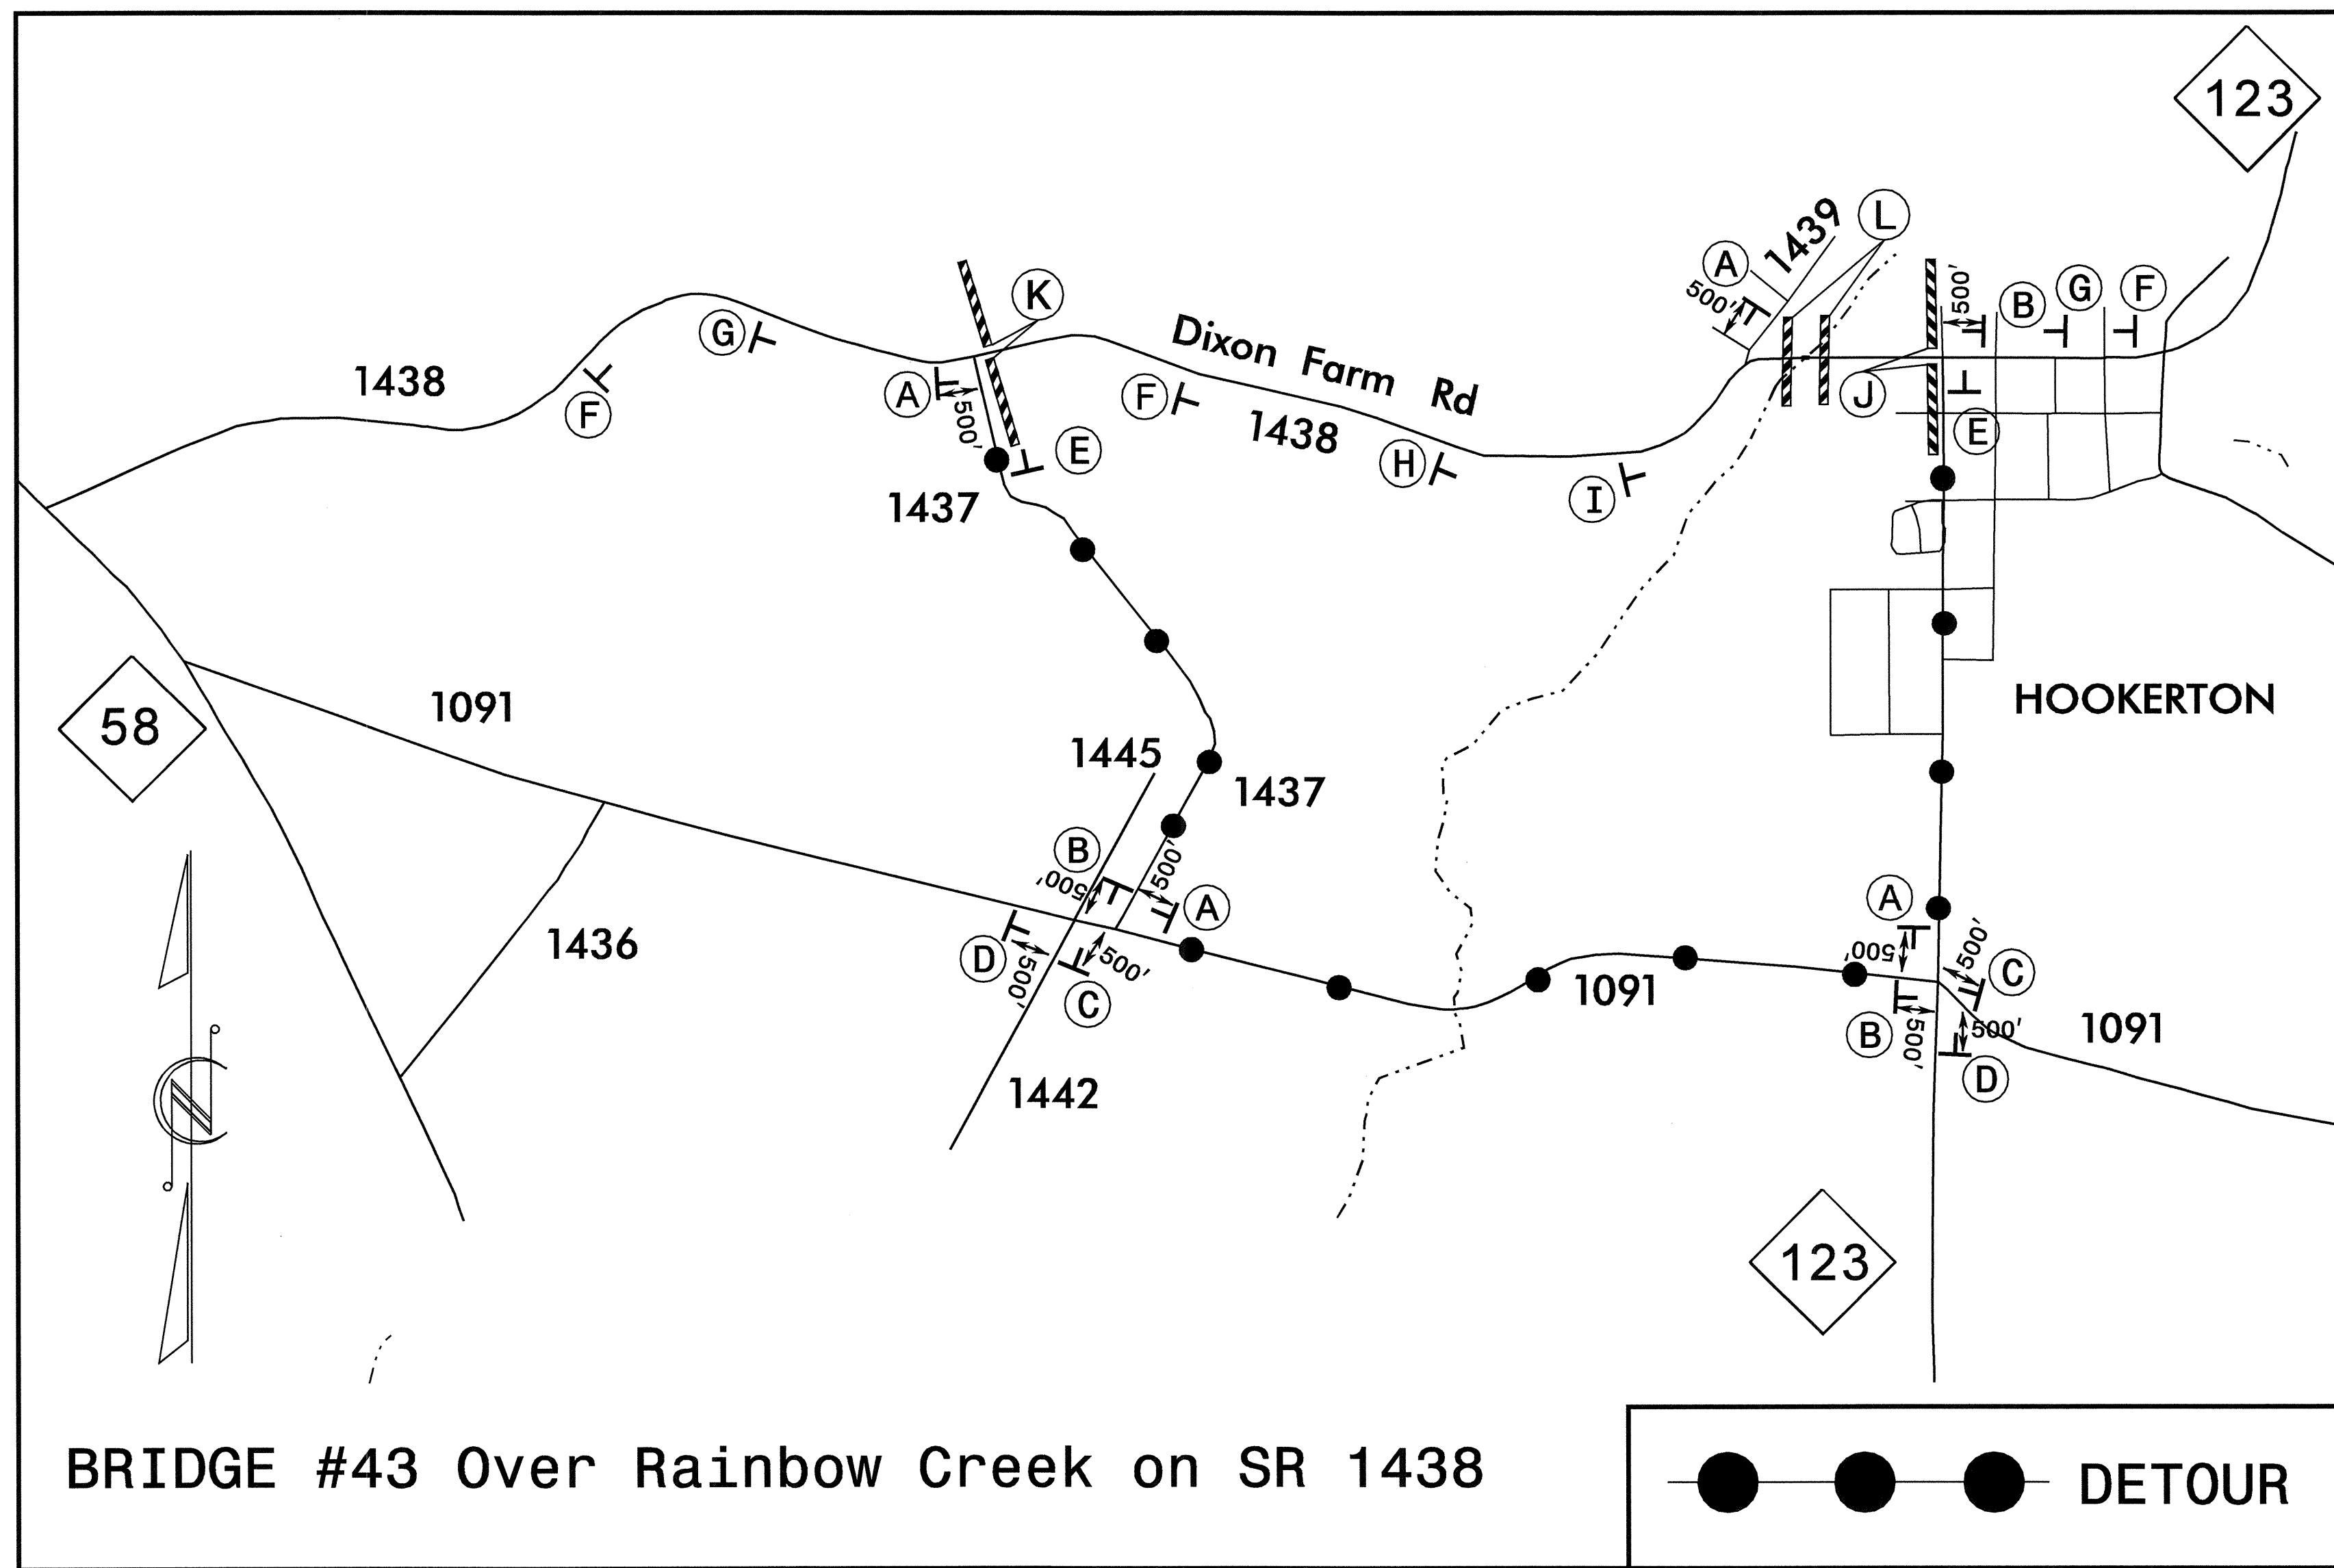 123
1439
L
A
500'
500'
B
G
F
K
G
Dixon Farm Rd
1438
A
F
J
F
500'
1438
E
E
H
I
1437
HOOKERTON
1091
58
1445
1437
B
500'
500'
A
A
1436
D
500'
500'
C
500'
500'
C
1091
B
500'
500'
1091
D
1442
N
123
BRIDGE #43 Over Rainbow Creek on SR 1438
DETOUR